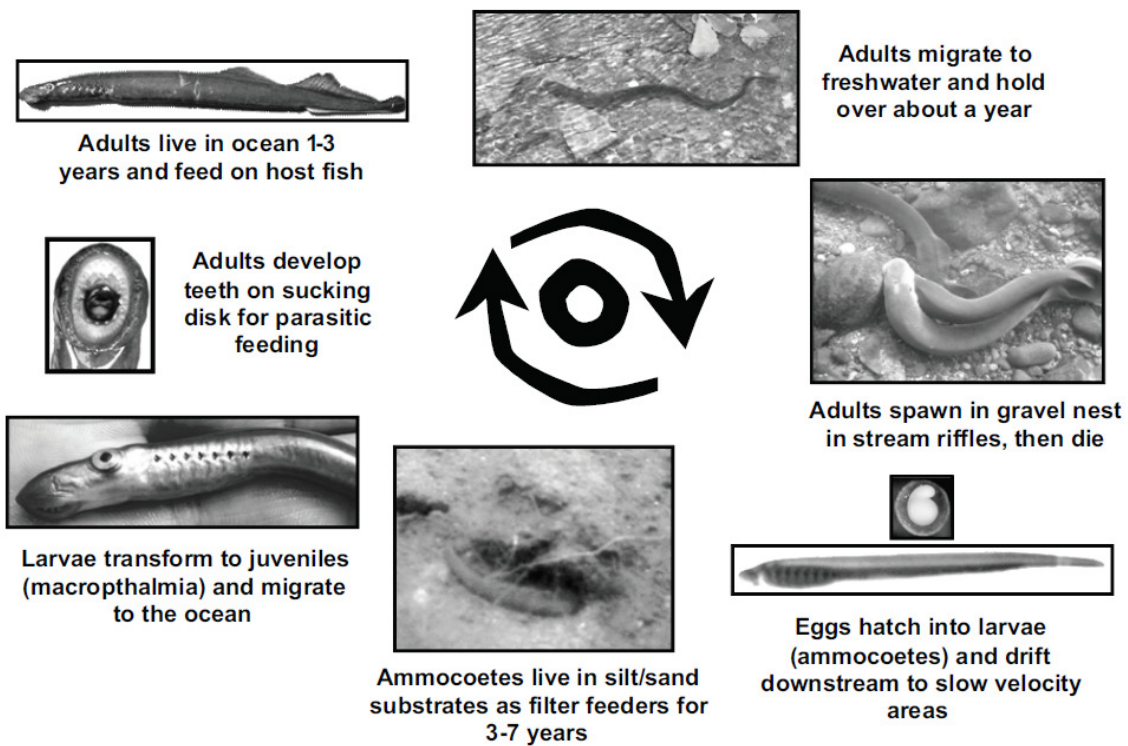 Adults live in ocean 1-3
years and feed on host fish
Adults migrate to
freshwater and hold
over about a year
Adults develop
teeth on sucking
disk for parasitic
feeding
Adults spawn in gravel nest
in stream riffles, then die
Larvae transform to juveniles
(macropthalmia) and migrate
to the ocean
Ammocoetes live in silt/sand
substrates as filter feeders for
3-7 years
Eggs hatch into larvae
(ammocoetes) and drift
downstream to slow velocity
areas